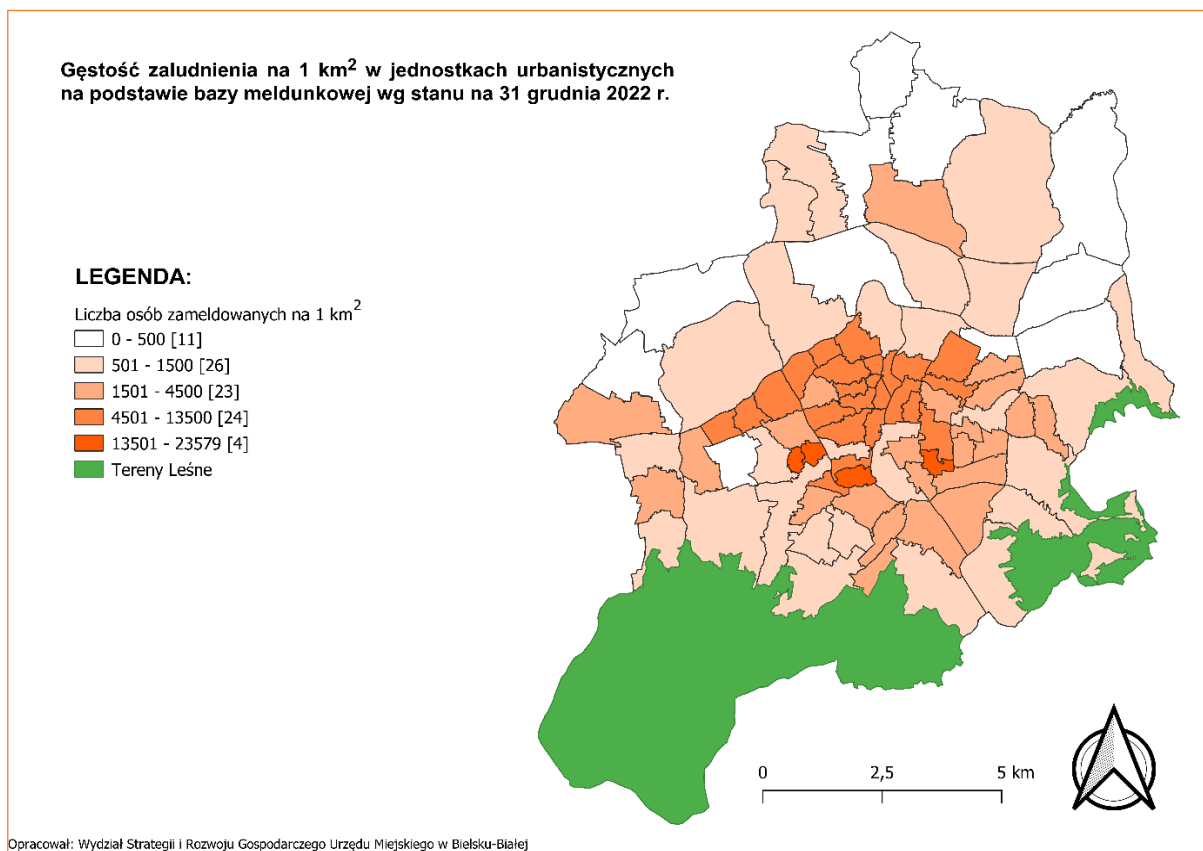 Gęstość zaludnienia na 1 km² w jednostkach urbanistycznych
na podstawie bazy meldunkowej wg stanu na 31 grudnia 2022 r.
LEGENDA:
Liczba osób zameldowanych na 1 km²
0 - 500 [11]
501 - 1500 [26]
1501 - 4500 [23]
4501 - 13500 [24]
13501 - 23579 [4]
Tereny Leśne
0 2,5 5 km
Opracował: Wydział Strategii i Rozwoju Gospodarczego Urzędu Miejskiego w Bielsku-Białej